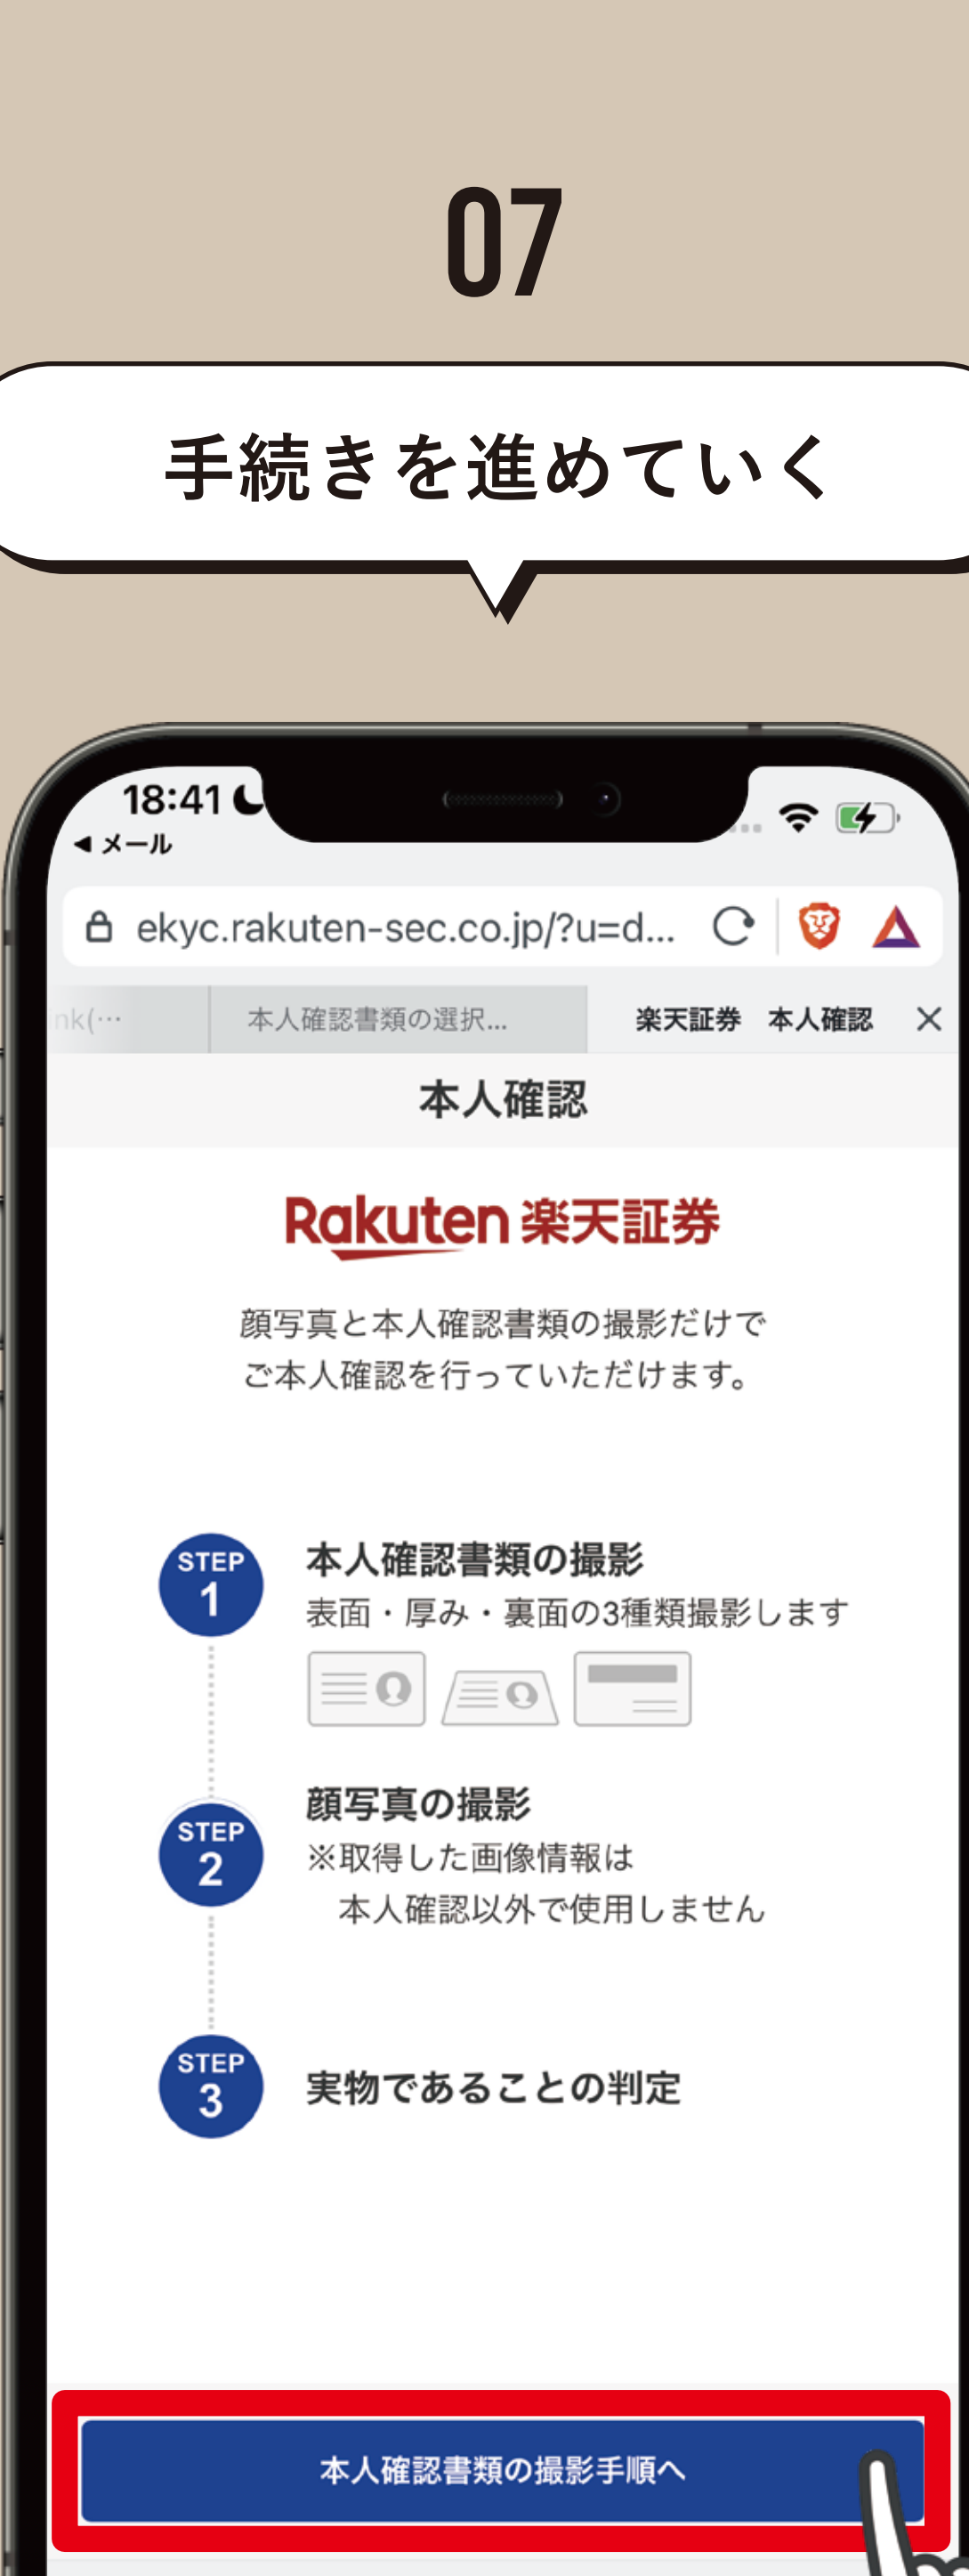 07
手続きを進めていく
18:41
◀ メール
ekyc.rakuten-sec.co.jp/?u=d...
nk(…
本人確認書類の選択...
楽天証券 本人確認
本人確認
Rakuten 楽天証券
顔写真と本人確認書類の撮影だけで
ご本人確認を行っていただけます。
STEP
1
本人確認書類の撮影
表面・厚み・裏面の3種類撮影します
STEP
2
顔写真の撮影
※取得した画像情報は
本人確認以外で使用しません
STEP
3
実物であることの判定
本人確認書類の撮影手順へ